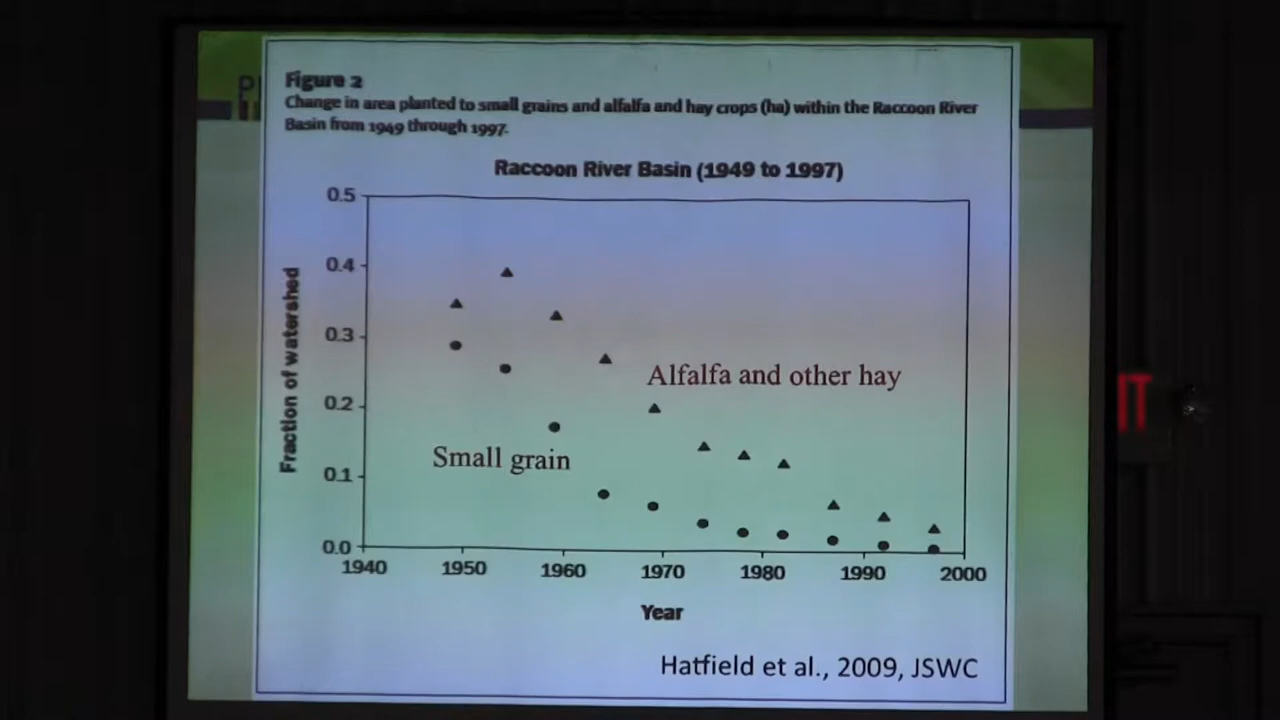 Figure 2
Change in area planted to small grains and alfalfa and hay crops (ha) within the Raccoon River
Basin from 1949 through 1997.
Raccoon River Basin (1949 to 1997)
0.5
0.4
0.3
0.2
0.1
0.0
Fraction of watershed
Alfalfa and other hay
Small grain
1940 1950 1960 1970 1980 1990 2000
Year
Hatfield et al., 2009, JSWC
IT